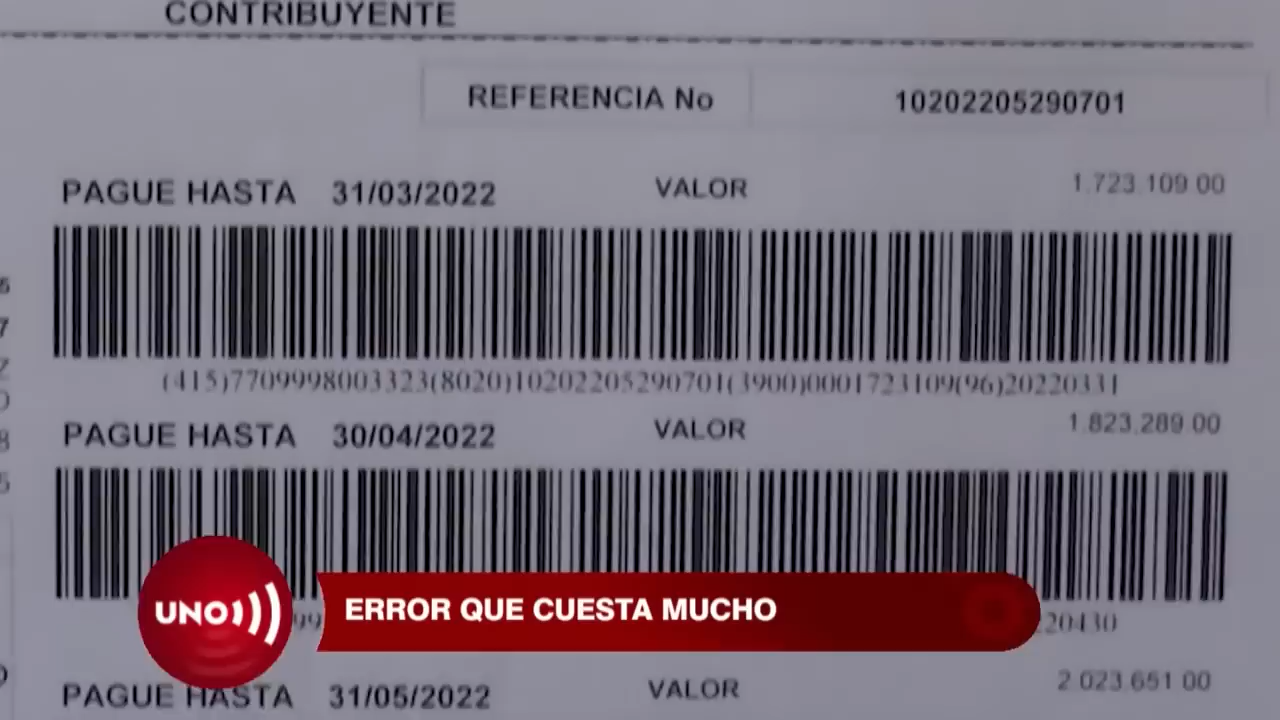 CONTRIBUYENTE
REFERENCIA No 10202205290701
PAGUE HASTA 31/03/2022 VALOR 1.723.109.00
(415)7709998003323(8020)10202205290701(3900)0001723109(96)20220331
PAGUE HASTA 30/04/2022 VALOR 1.823.289.00
UNO
ERROR QUE CUESTA MUCHO
20430
PAGUE HASTA 31/05/2022 VALOR 2.023.651.00